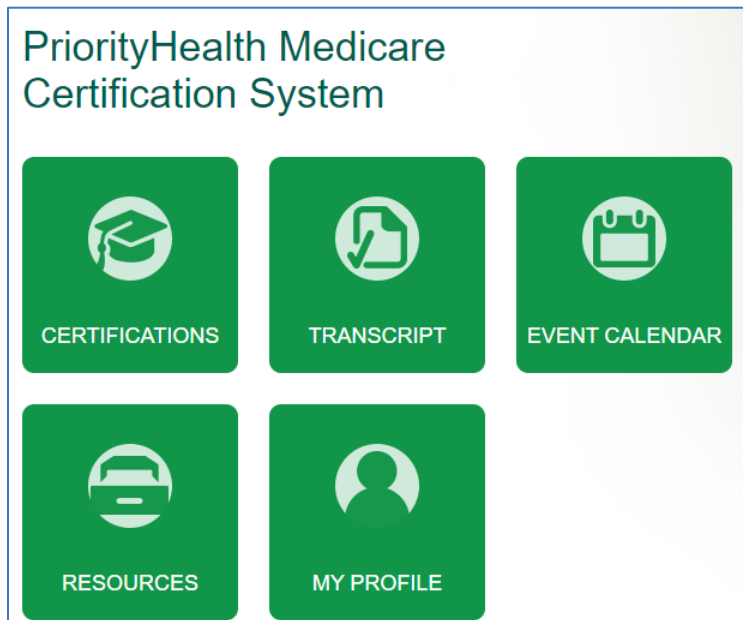 PriorityHealth Medicare
Certification System
CERTIFICATIONS
TRANSCRIPT
EVENT CALENDAR
RESOURCES
MY PROFILE